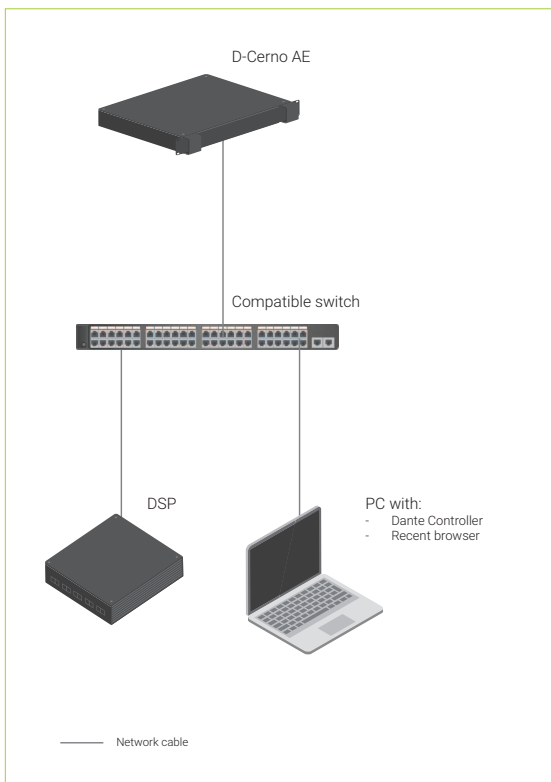 D-Cerno AE
Compatible switch
DSP
PC with:
- Dante Controller
- Recent browser
Network cable